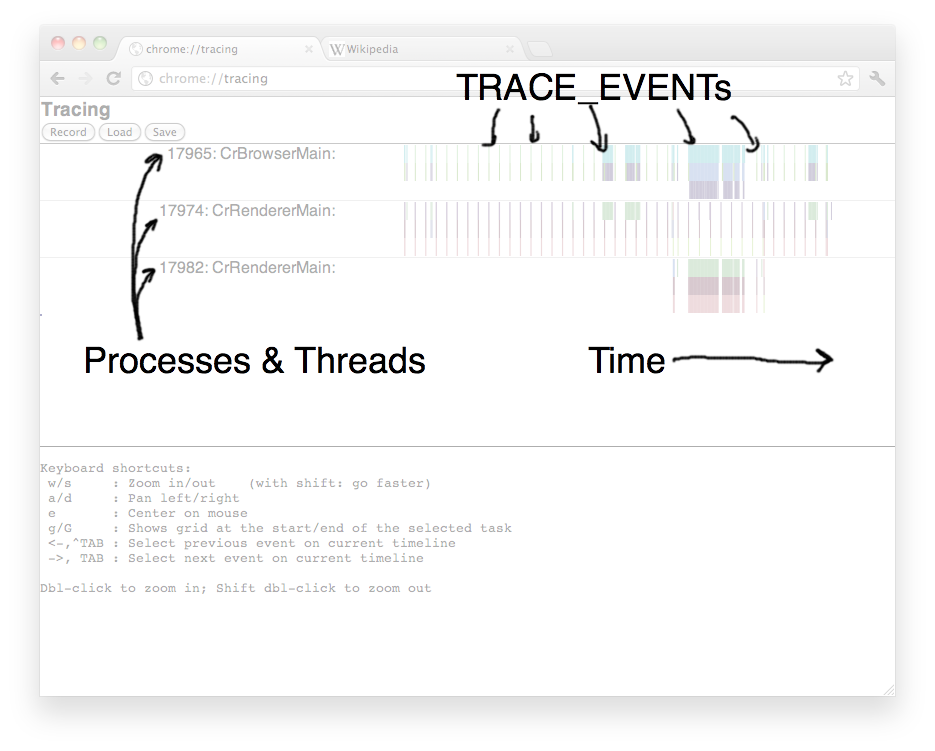 chrome://tracing
Wikipedia
chrome://tracing
TRACE_EVENTs
Tracing
Record Load Save
17965: CrBrowserMain:
17974: CrRendererMain:
17982: CrRendererMain:
Processes & Threads
Time
Keyboard shortcuts:
w/s : Zoom in/out (with shift: go faster)
a/d : Pan left/right
e : Center on mouse
g/G : Shows grid at the start/end of the selected task
<-,^TAB : Select previous event on current timeline
->, TAB : Select next event on current timeline
Dbl-click to zoom in; Shift dbl-click to zoom out